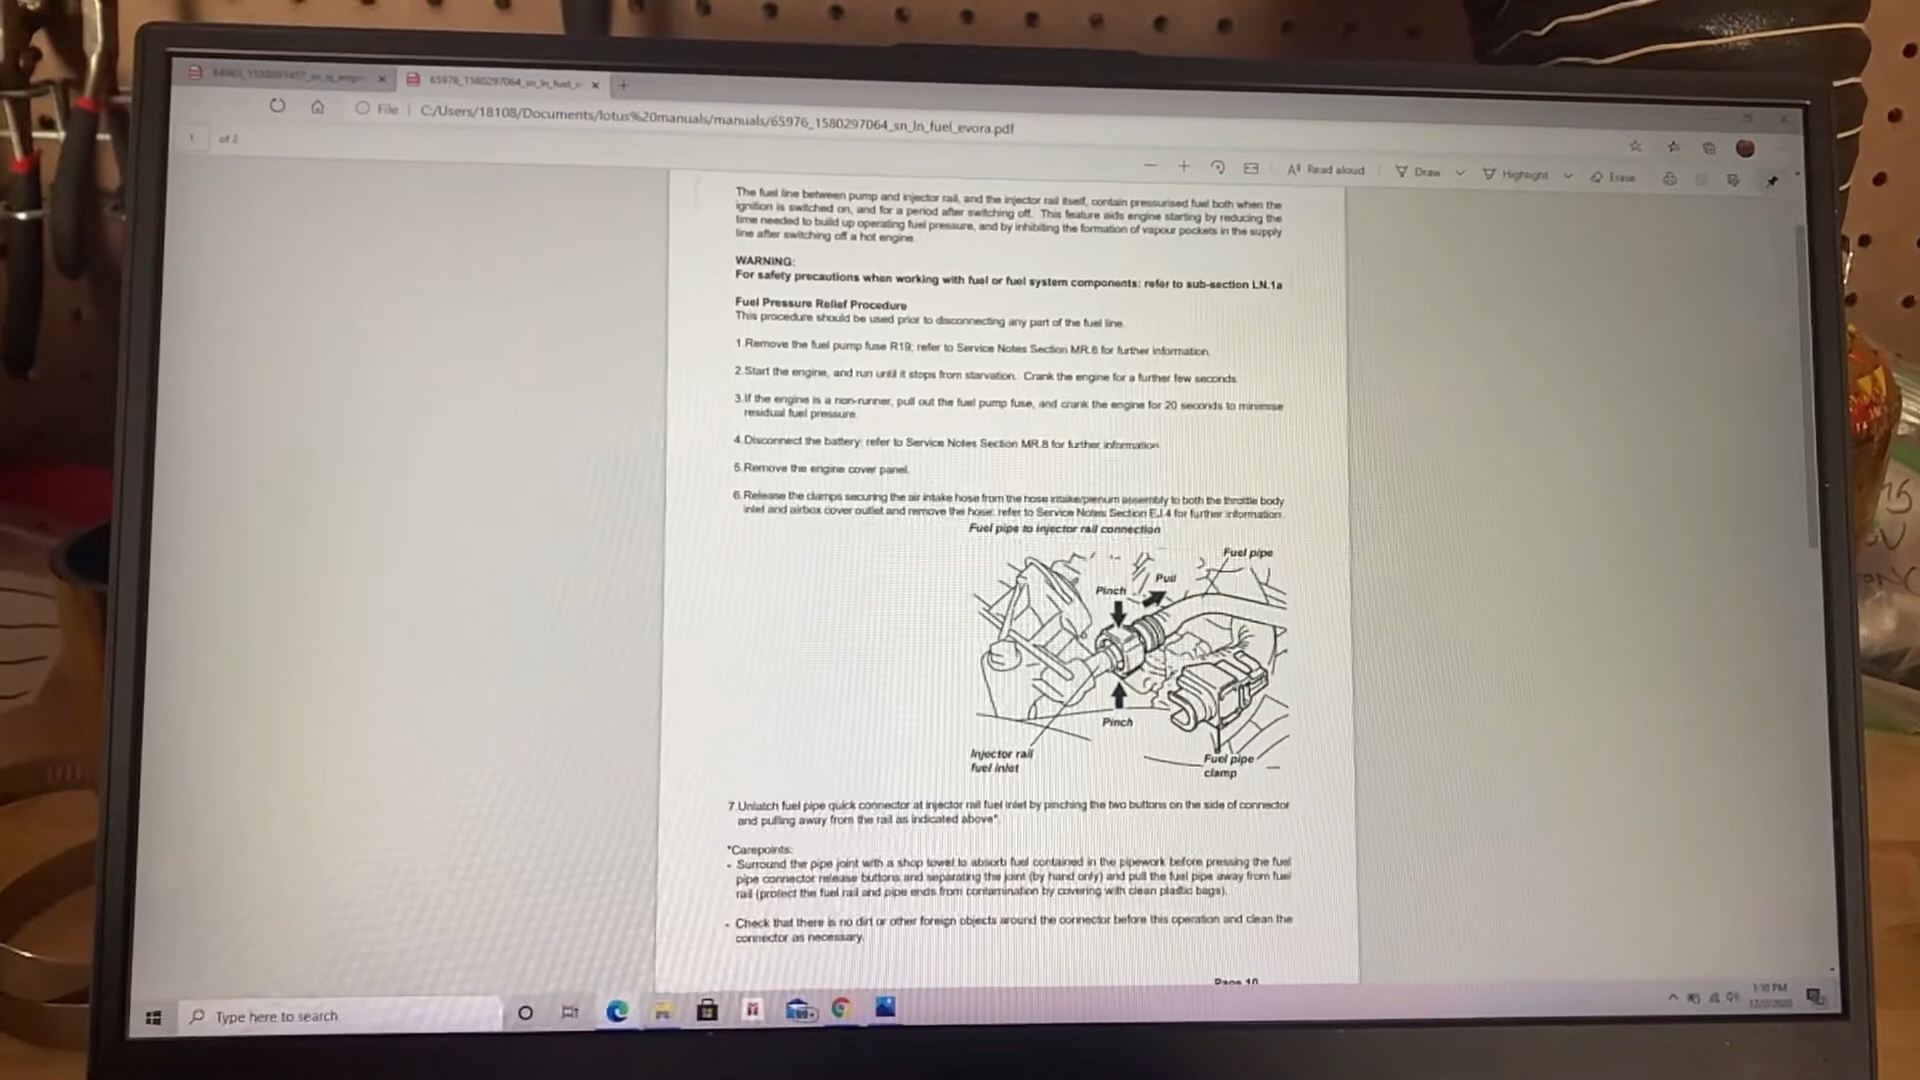 65976_1580297064_sn_ln_fuel_e
File
C:/Users/18108/Documents/lotus%20manuals/manuals/65976_1580297064_sn_ln_fuel_evora.pdf
1 of 2
Read aloud
Draw
Highlight
Erase
The fuel line between pump and injector rail, and the injector rail itself, contain pressurised fuel both when the
ignition is switched on, and for a period after switching off. This feature aids engine starting by reducing the
time needed to build up operating fuel pressure, and by inhibiting the formation of vapour pockets in the supply
line after switching off a hot engine.
WARNING:
For safety precautions when working with fuel or fuel system components: refer to sub-section LN.1a
Fuel Pressure Relief Procedure
This procedure should be used prior to disconnecting any part of the fuel line.
1.Remove the fuel pump fuse R19; refer to Service Notes Section MR.6 for further information.
2.Start the engine, and run until it stops from starvation. Crank the engine for a further few seconds
3.If the engine is a non-runner, pull out the fuel pump fuse, and crank the engine for 20 seconds to minimise
residual fuel pressure.
4.Disconnect the battery: refer to Service Notes Section MR.8 for further information
5.Remove the engine cover panel.
6.Release the clamps securing the air intake hose from the hose intake/plenum assembly to both the throttle body
inlet and airbox cover outlet and remove the hose: refer to Service Notes Section EJ.4 for further information.
Fuel pipe to injector rail connection
Fuel pipe
Pull
Pinch
Pinch
Injector rail
fuel inlet
Fuel pipe
clamp
7.Unlatch fuel pipe quick connector at injector rail fuel inlet by pinching the two buttons on the side of connector
and pulling away from the rail as indicated above*.
*Carepoints:
- Surround the pipe joint with a shop towel to absorb fuel contained in the pipework before pressing the fuel
pipe connector release buttons and separating the joint (by hand only) and pull the fuel pipe away from fuel
rail (protect the fuel rail and pipe ends from contamination by covering with clean plastic bags).
- Check that there is no dirt or other foreign objects around the connector before this operation and clean the
connector as necessary.
Page 10
Type here to search
99+
1:10 PM